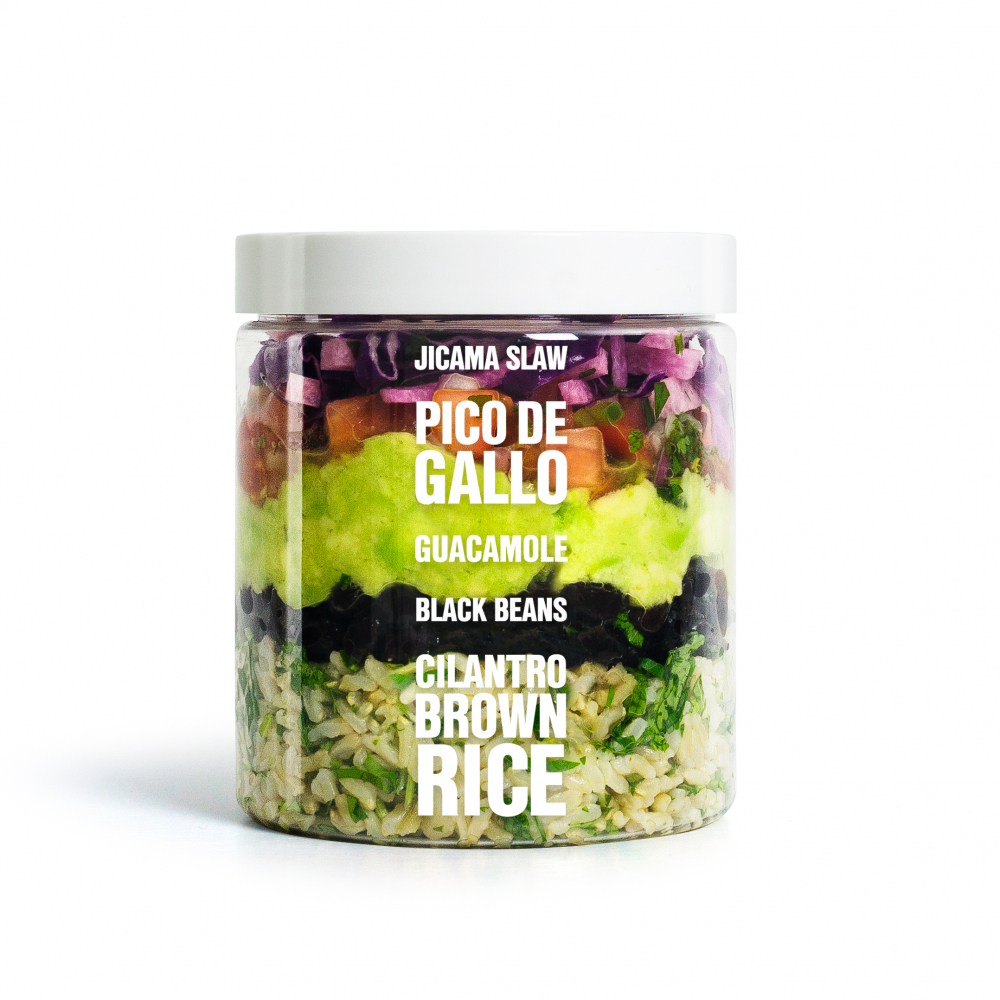 JICAMA SLAW
PICO DE
GALLO
GUACAMOLE
BLACK BEANS
CILANTRO
BROWN
RICE